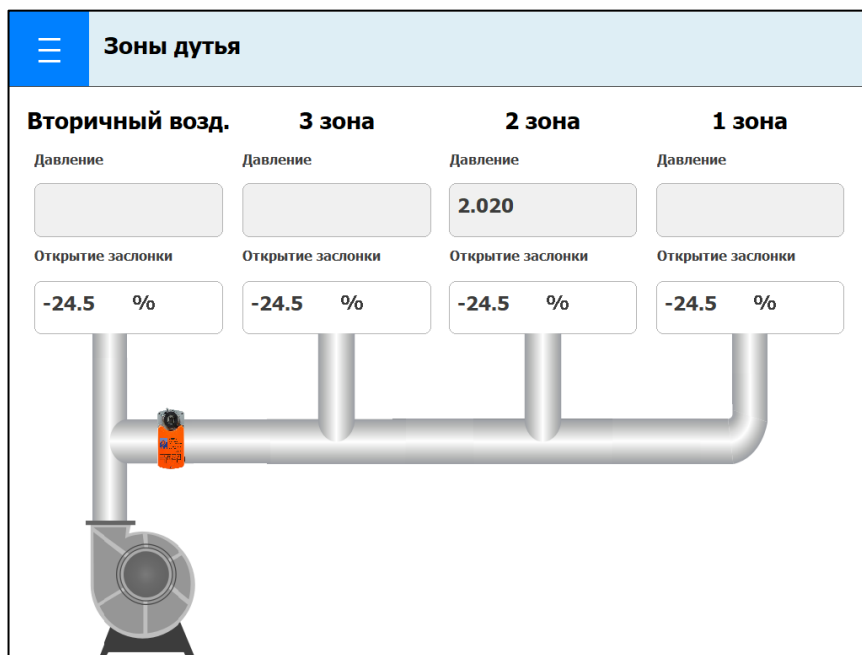 Зоны дутья
Вторичный возд. 3 зона 2 зона 1 зона
Давление Давление Давление Давление
2.020
Открытие заслонки Открытие заслонки Открытие заслонки Открытие заслонки
-24.5 % -24.5 % -24.5 % -24.5 %